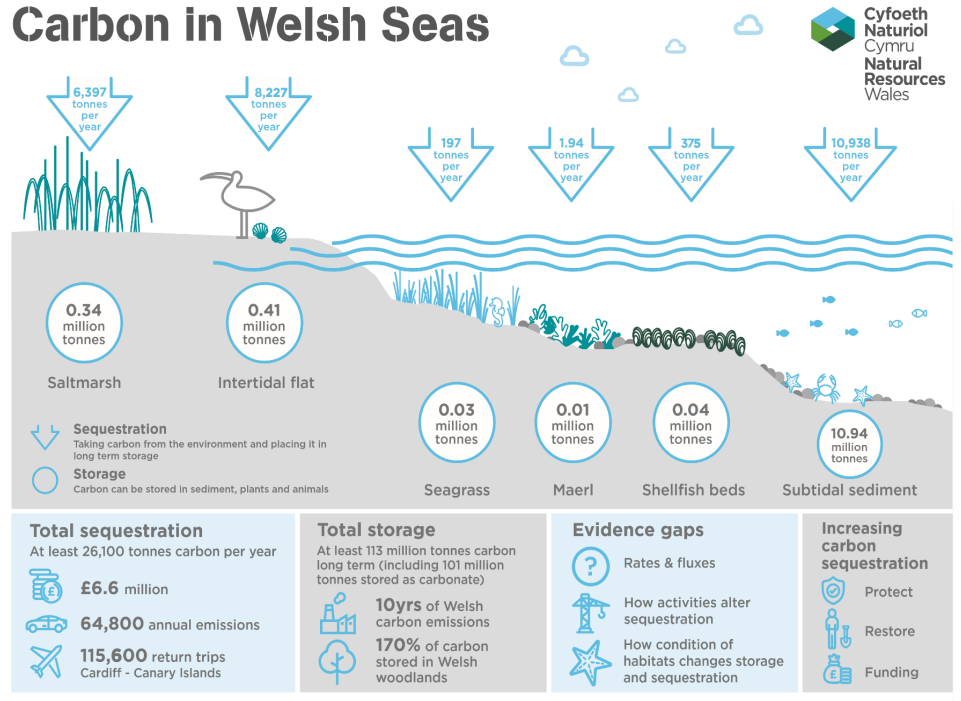 Carbon in Welsh Seas
Cyfoeth
Naturiol
Cymru
Natural
Resources
Wales
6,397
tonnes
per
year
8,227
tonnes
per
year
197
tonnes
per
year
1.94
tonnes
per
year
375
tonnes
per
year
10,938
tonnes
per
year
0.34
million
tonnes
Saltmarsh
0.41
million
tonnes
Intertidal flat
0.03
million
tonnes
Seagrass
0.01
million
tonnes
Maerl
0.04
million
tonnes
Shellfish beds
10.94
million
tonnes
Subtidal sediment
Sequestration
Taking carbon from the environment and placing it in
long term storage
Storage
Carbon can be stored in sediment, plants and animals
Total sequestration
At least 26,100 tonnes carbon per year
£
£6.6 million
64,800 annual emissions
115,600 return trips
Cardiff - Canary Islands
Total storage
At least 113 million tonnes carbon
long term (including 101 million
tonnes stored as carbonate)
10yrs of Welsh
carbon emissions
170% of carbon
stored in Welsh
woodlands
Evidence gaps
?
Rates & fluxes
How activities alter
sequestration
How condition of
habitats changes storage
and sequestration
Increasing
carbon
sequestration
Protect
Restore
£
Funding